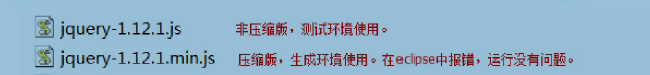 jquery-1.12.1.js 非压缩版，测试环境使用。
jquery-1.12.1.min.js 压缩版，生成环境使用。在eclipse中报错，运行没有问题。